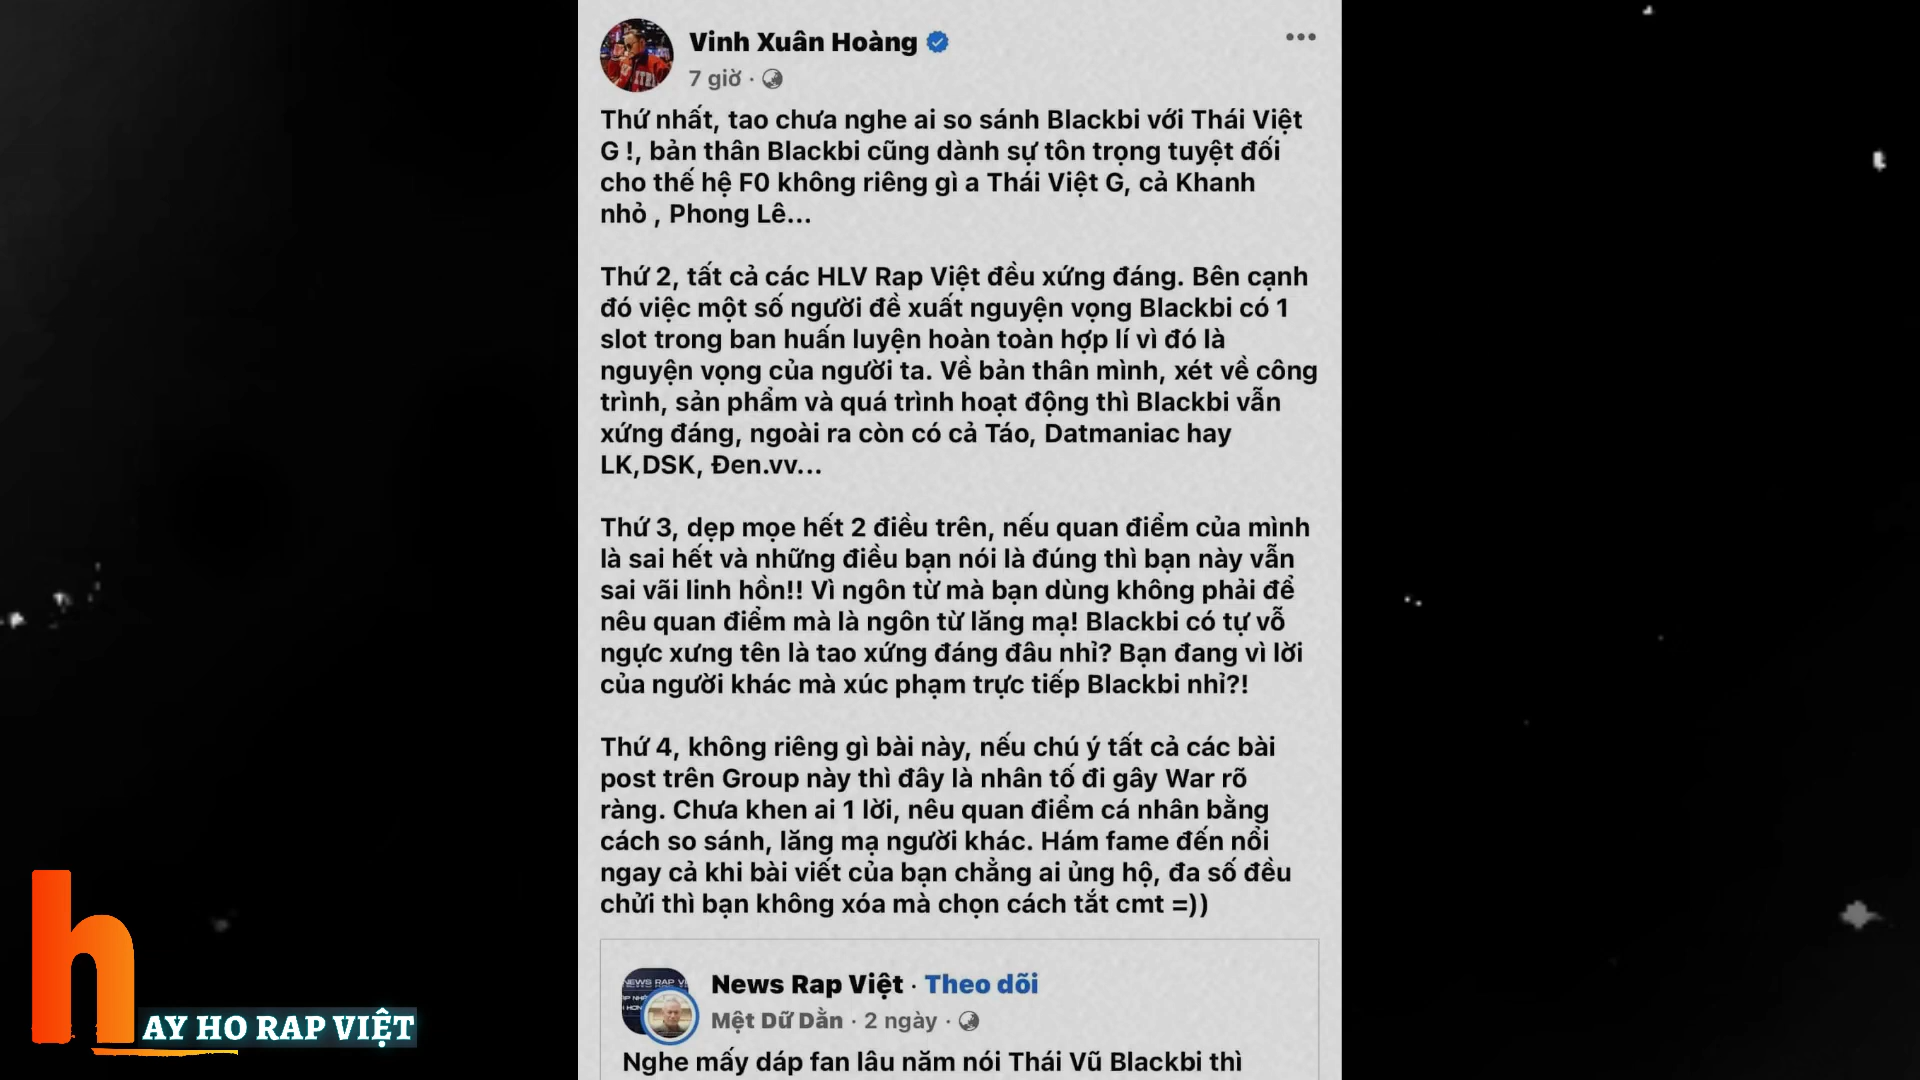 Vinh Xuân Hoàng
7 giờ ·
Thứ nhất, tao chưa nghe ai so sánh Blackbi với Thái Việt
G !, bản thân Blackbi cũng dành sự tôn trọng tuyệt đối
cho thế hệ F0 không riêng gì a Thái Việt G, cả Khanh
nhỏ , Phong Lê...
Thứ 2, tất cả các HLV Rap Việt đều xứng đáng. Bên cạnh
đó việc một số người đề xuất nguyện vọng Blackbi có 1
slot trong ban huấn luyện hoàn toàn hợp lí vì đó là
nguyện vọng của người ta. Về bản thân mình, xét về công
trình, sản phẩm và quá trình hoạt động thì Blackbi vẫn
xứng đáng, ngoài ra còn có cả Táo, Datmaniac hay
LK,DSK, Đen.vv...
Thứ 3, dẹp mọe hết 2 điều trên, nếu quan điểm của mình
là sai hết và những điều bạn nói là đúng thì bạn này vẫn
sai vãi linh hồn!! Vì ngôn từ mà bạn dùng không phải để
nêu quan điểm mà là ngôn từ lăng mạ! Blackbi có tự vỗ
ngực xưng tên là tao xứng đáng đâu nhỉ? Bạn đang vì lời
của người khác mà xúc phạm trực tiếp Blackbi nhỉ?!
Thứ 4, không riêng gì bài này, nếu chú ý tất cả các bài
post trên Group này thì đây là nhân tố đi gây War rõ
ràng. Chưa khen ai 1 lời, nêu quan điểm cá nhân bằng
cách so sánh, lăng mạ người khác. Hám fame đến nổi
ngay cả khi bài viết của bạn chẳng ai ủng hộ, đa số đều
chửi thì bạn không xóa mà chọn cách tắt cmt =))
News Rap Việt · Theo dõi
Mệt Dữ Dằn · 2 ngày ·
Nghe mấy dáp fan lâu năm nói Thái Vũ Blackbi thì
h
AY HO RAP VIỆT